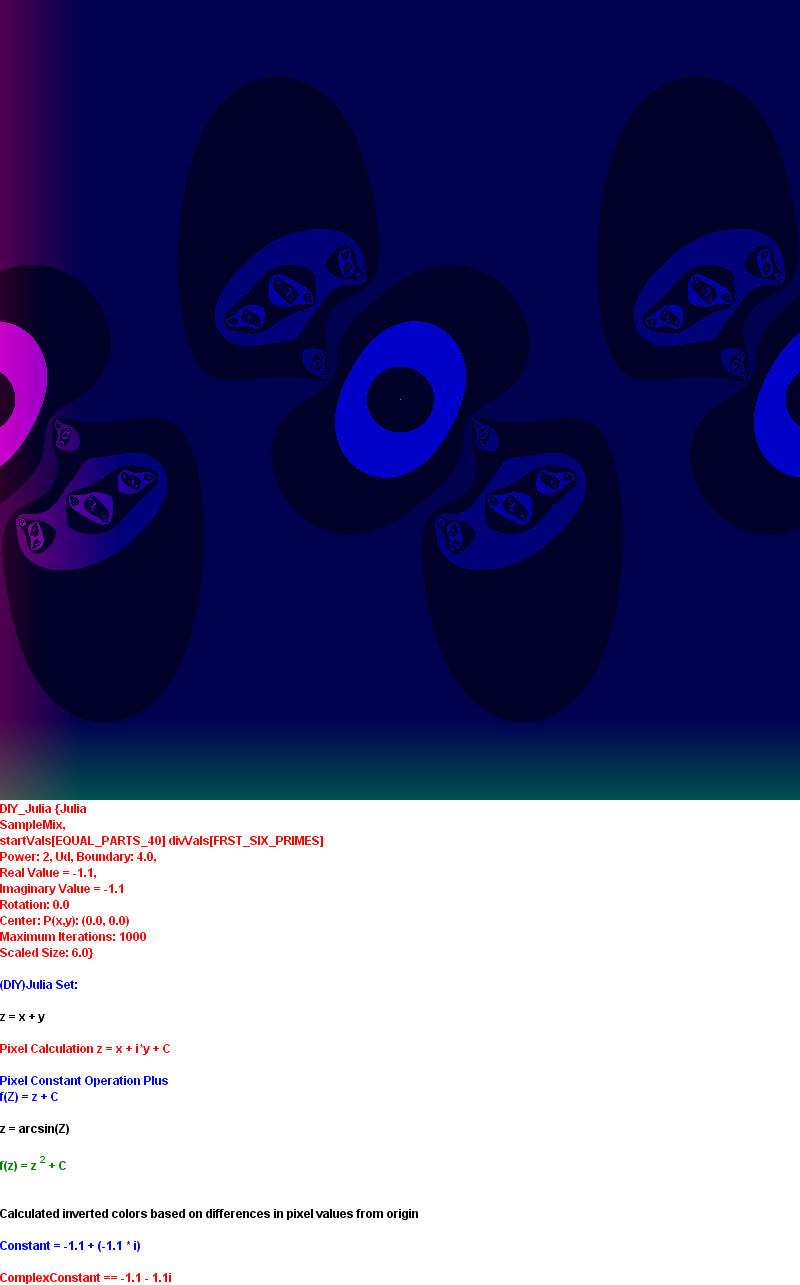 DIY_Julia {Julia
SampleMix,
startVals[EQUAL_PARTS_40] divVals[FRST_SIX_PRIMES]
Power: 2, Ud, Boundary: 4.0,
Real Value = -1.1,
Imaginary Value = -1.1
Rotation: 0.0
Center: P(x,y): (0.0, 0.0)
Maximum Iterations: 1000
Scaled Size: 6.0}
(DIY)Julia Set:
z = x + y
Pixel Calculation z = x + i*y + C
Pixel Constant Operation Plus
f(Z) = z + C
z = arcsin(Z)
f(z) = z 2 + C
Calculated inverted colors based on differences in pixel values from origin
Constant = -1.1 + (-1.1 * i)
ComplexConstant == -1.1 - 1.1i